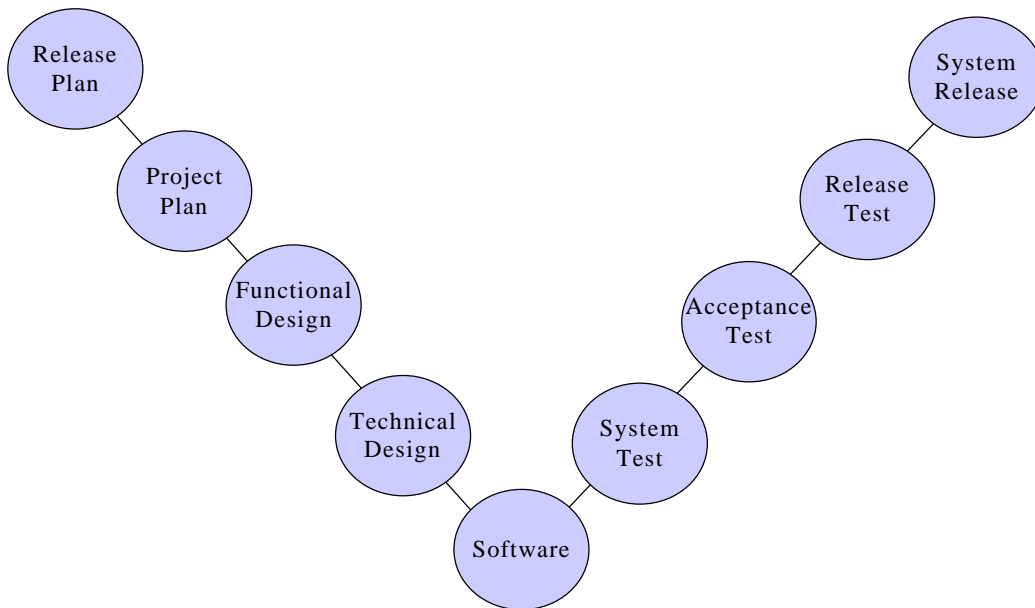 Release
Plan
Project
Plan
Functional
Design
Technical
Design
Software
System
Test
Acceptance
Test
Release
Test
System
Release